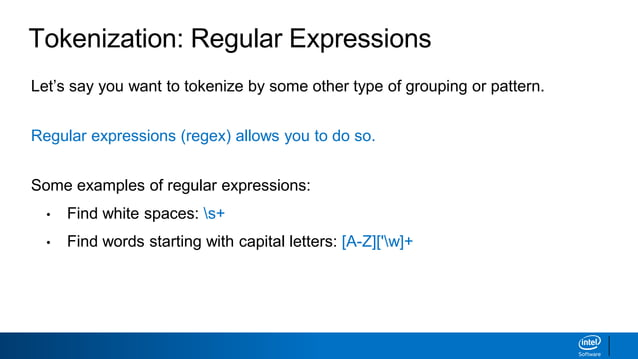 Tokenization: Regular Expressions
Let’s say you want to tokenize by some other type of grouping or pattern.
Regular expressions (regex) allows you to do so.
Some examples of regular expressions:
• Find white spaces: \s+
• Find words starting with capital letters: [A-Z]['\w]+
intel
Software